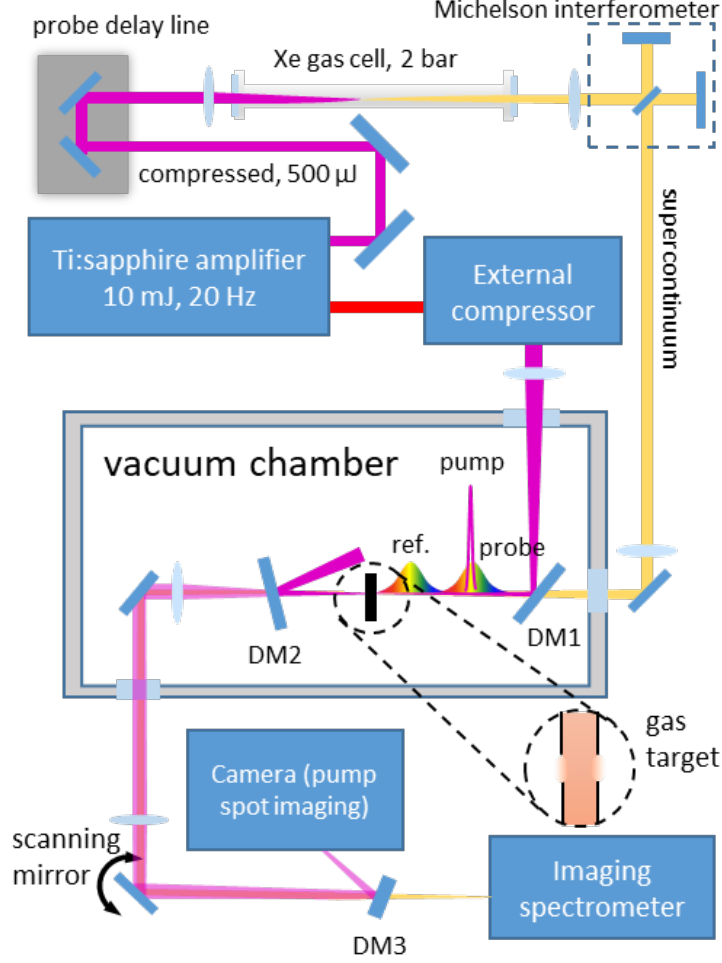 Michelson interferometer
probe delay line
Xe gas cell, 2 bar
compressed, 500 µJ
supercontinuum
Ti:sapphire amplifier
10 mJ, 20 Hz
External
compressor
vacuum chamber
pump
ref.
probe
DM1
DM2
gas
target
Camera (pump
spot imaging)
scanning
mirror
Imaging
spectrometer
DM3